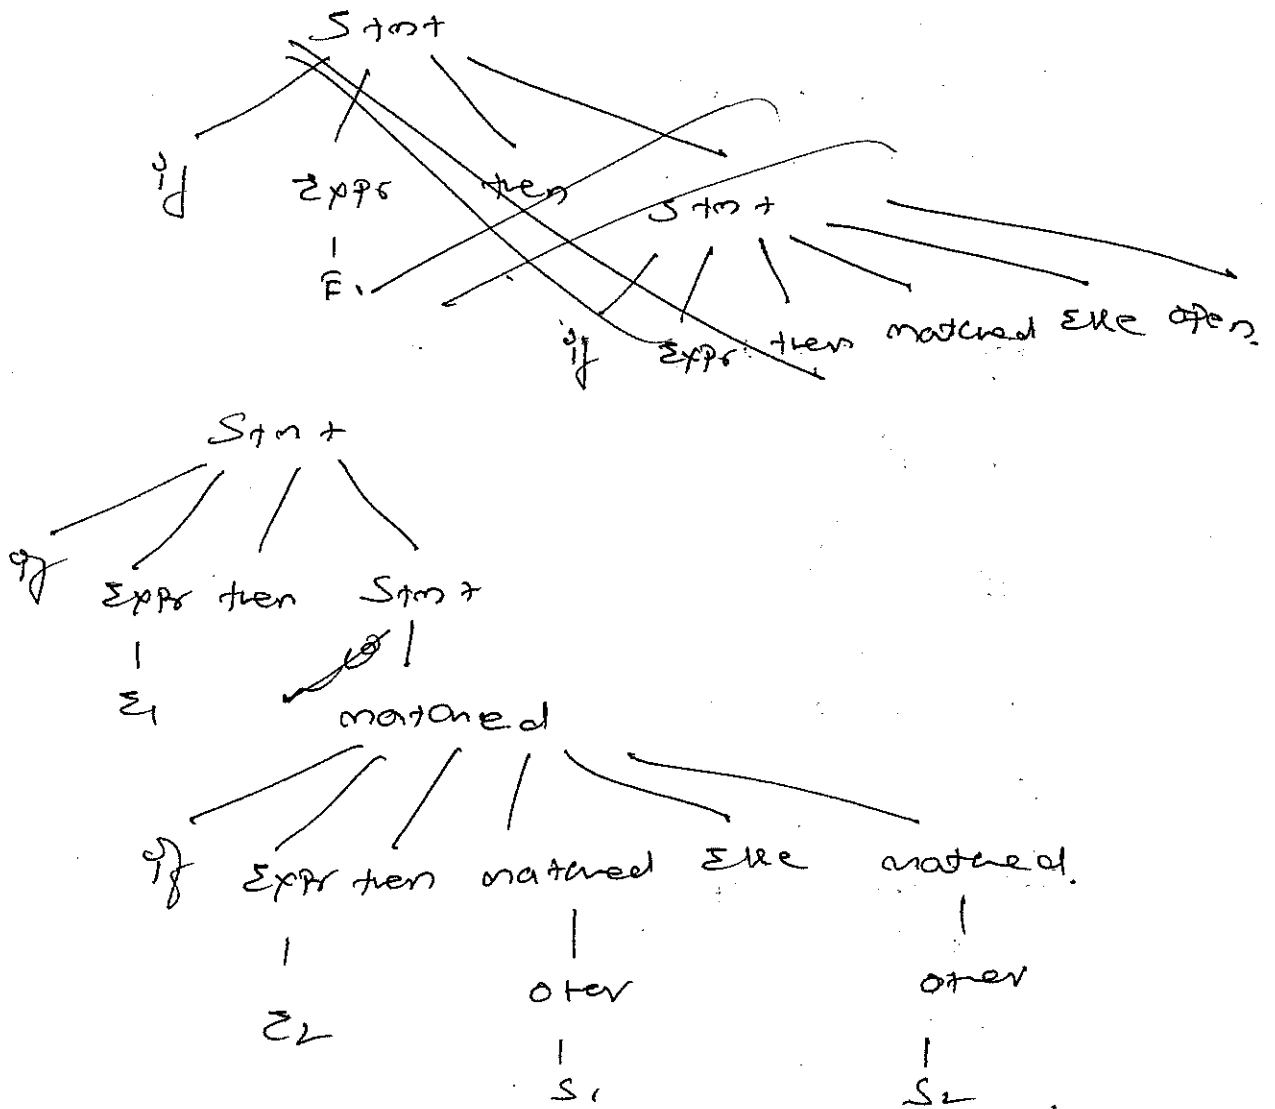 Stmt
if Expr then Stmt
E1
if Expr then matched Else open
Stmt
if Expr then Stmt
E1
matched
if Expr then matched Else matched
E2 other other
S1 S2